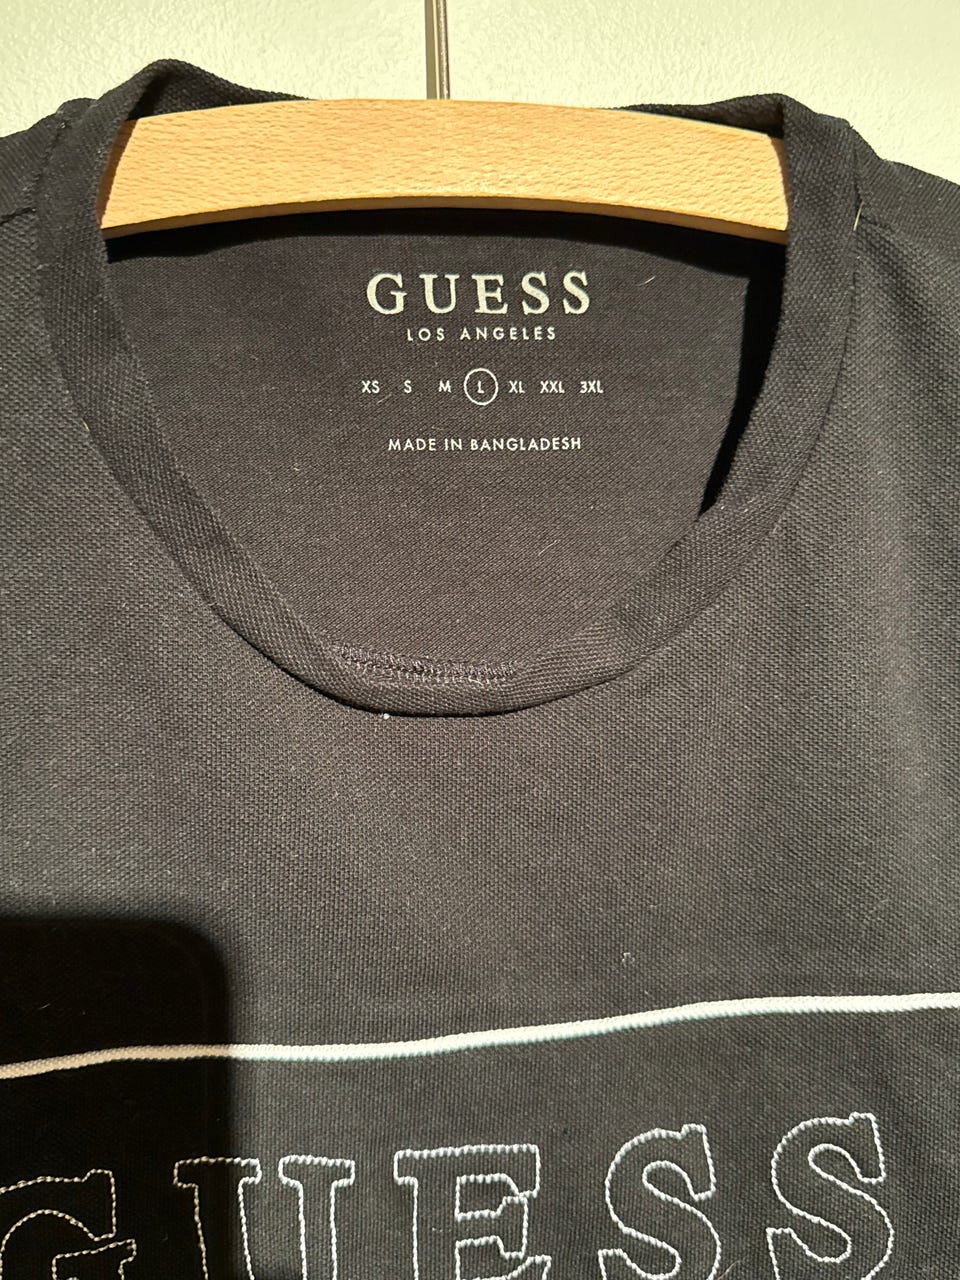 GUESS
LOS ANGELES
XS S M L XL XXL 3XL
MADE IN BANGLADESH
GUESS